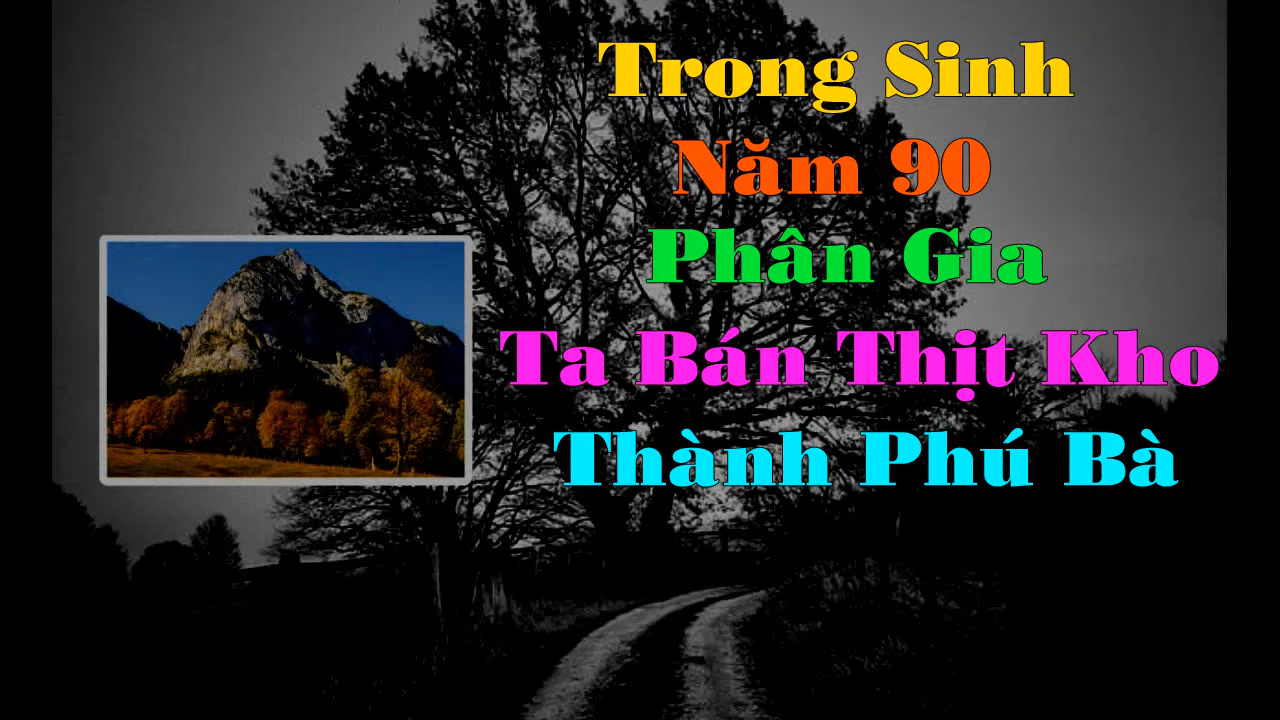 Trong Sinh
Năm 90
Phân Gia
Ta Bán Thịt Kho
Thành Phú Bà